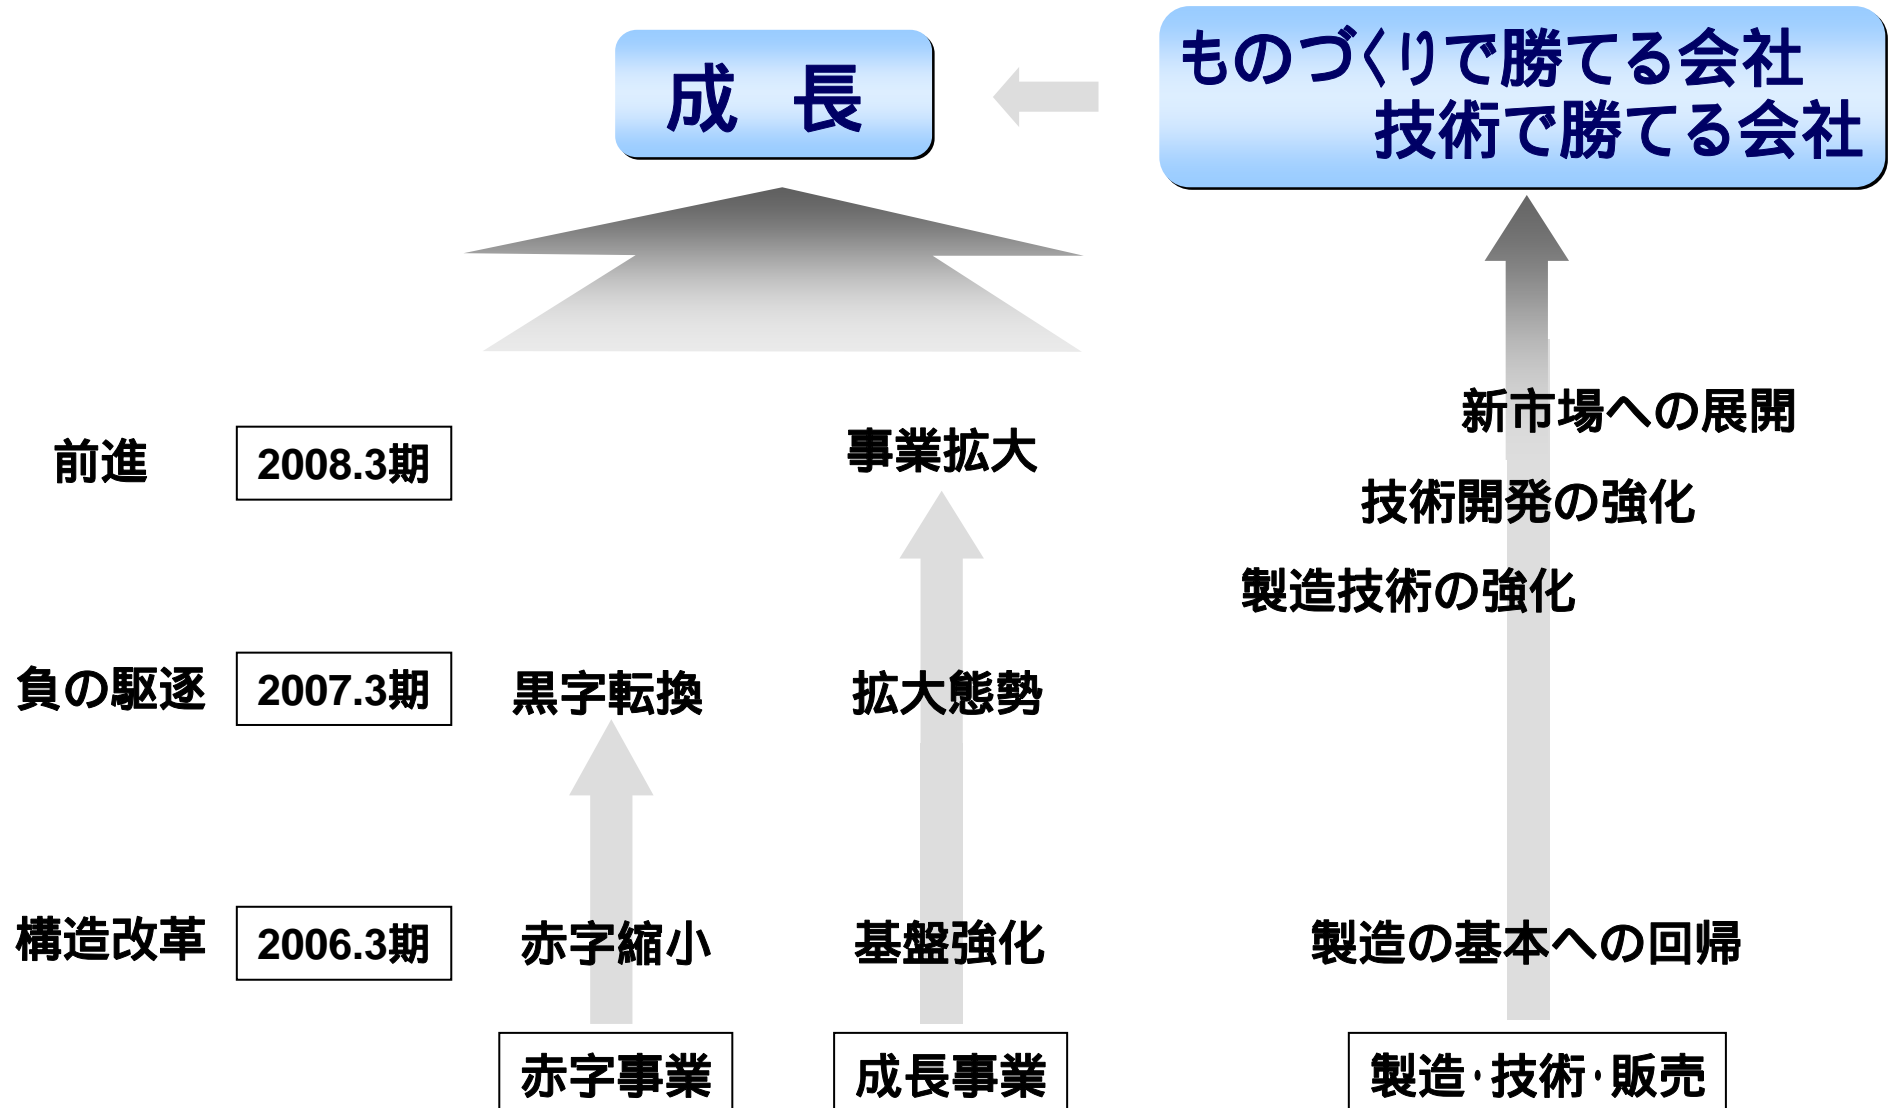 成 長
ものづくりで勝てる会社
技術で勝てる会社
新市場への展開
前進 2008.3期 事業拡大
技術開発の強化
製造技術の強化
負の駆逐 2007.3期 黒字転換 拡大態勢
構造改革 2006.3期 赤字縮小 基盤強化 製造の基本への回帰
赤字事業 成長事業 製造・技術・販売